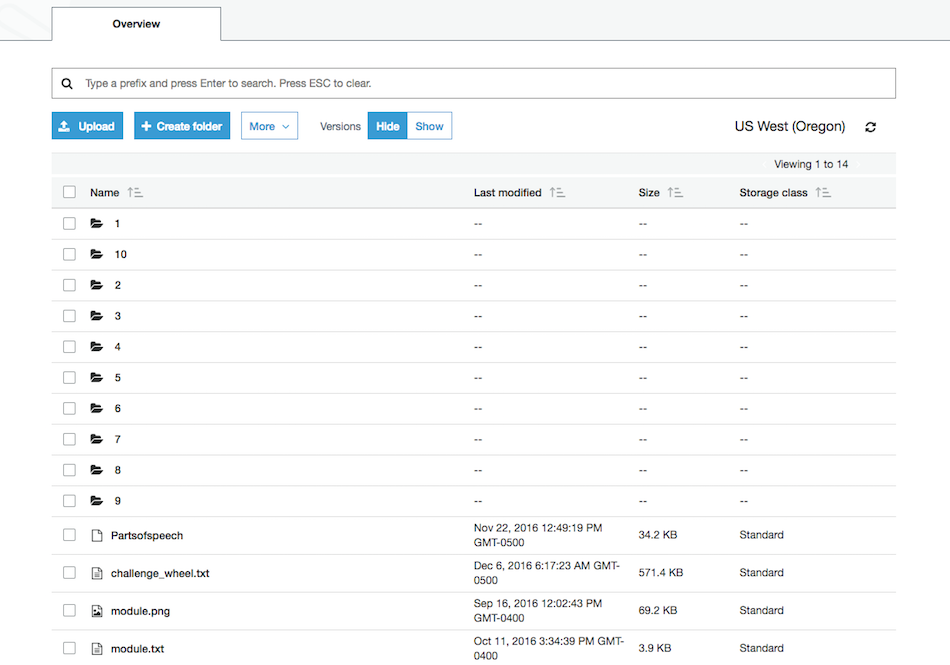 Overview
Type a prefix and press Enter to search. Press ESC to clear.
Upload Create folder More Versions Hide Show US West (Oregon)
Viewing 1 to 14
Name Last modified Size Storage class
1 -- -- --
10 -- -- --
2 -- -- --
3 -- -- --
4 -- -- --
5 -- -- --
6 -- -- --
7 -- -- --
8 -- -- --
9 -- -- --
Partsofspeech Nov 22, 2016 12:49:19 PM GMT-0500 34.2 KB Standard
challenge_wheel.txt Dec 6, 2016 6:17:23 AM GMT-0500 571.4 KB Standard
module.png Sep 16, 2016 12:02:43 PM GMT-0400 69.2 KB Standard
module.txt Oct 11, 2016 3:34:39 PM GMT-0400 3.9 KB Standard